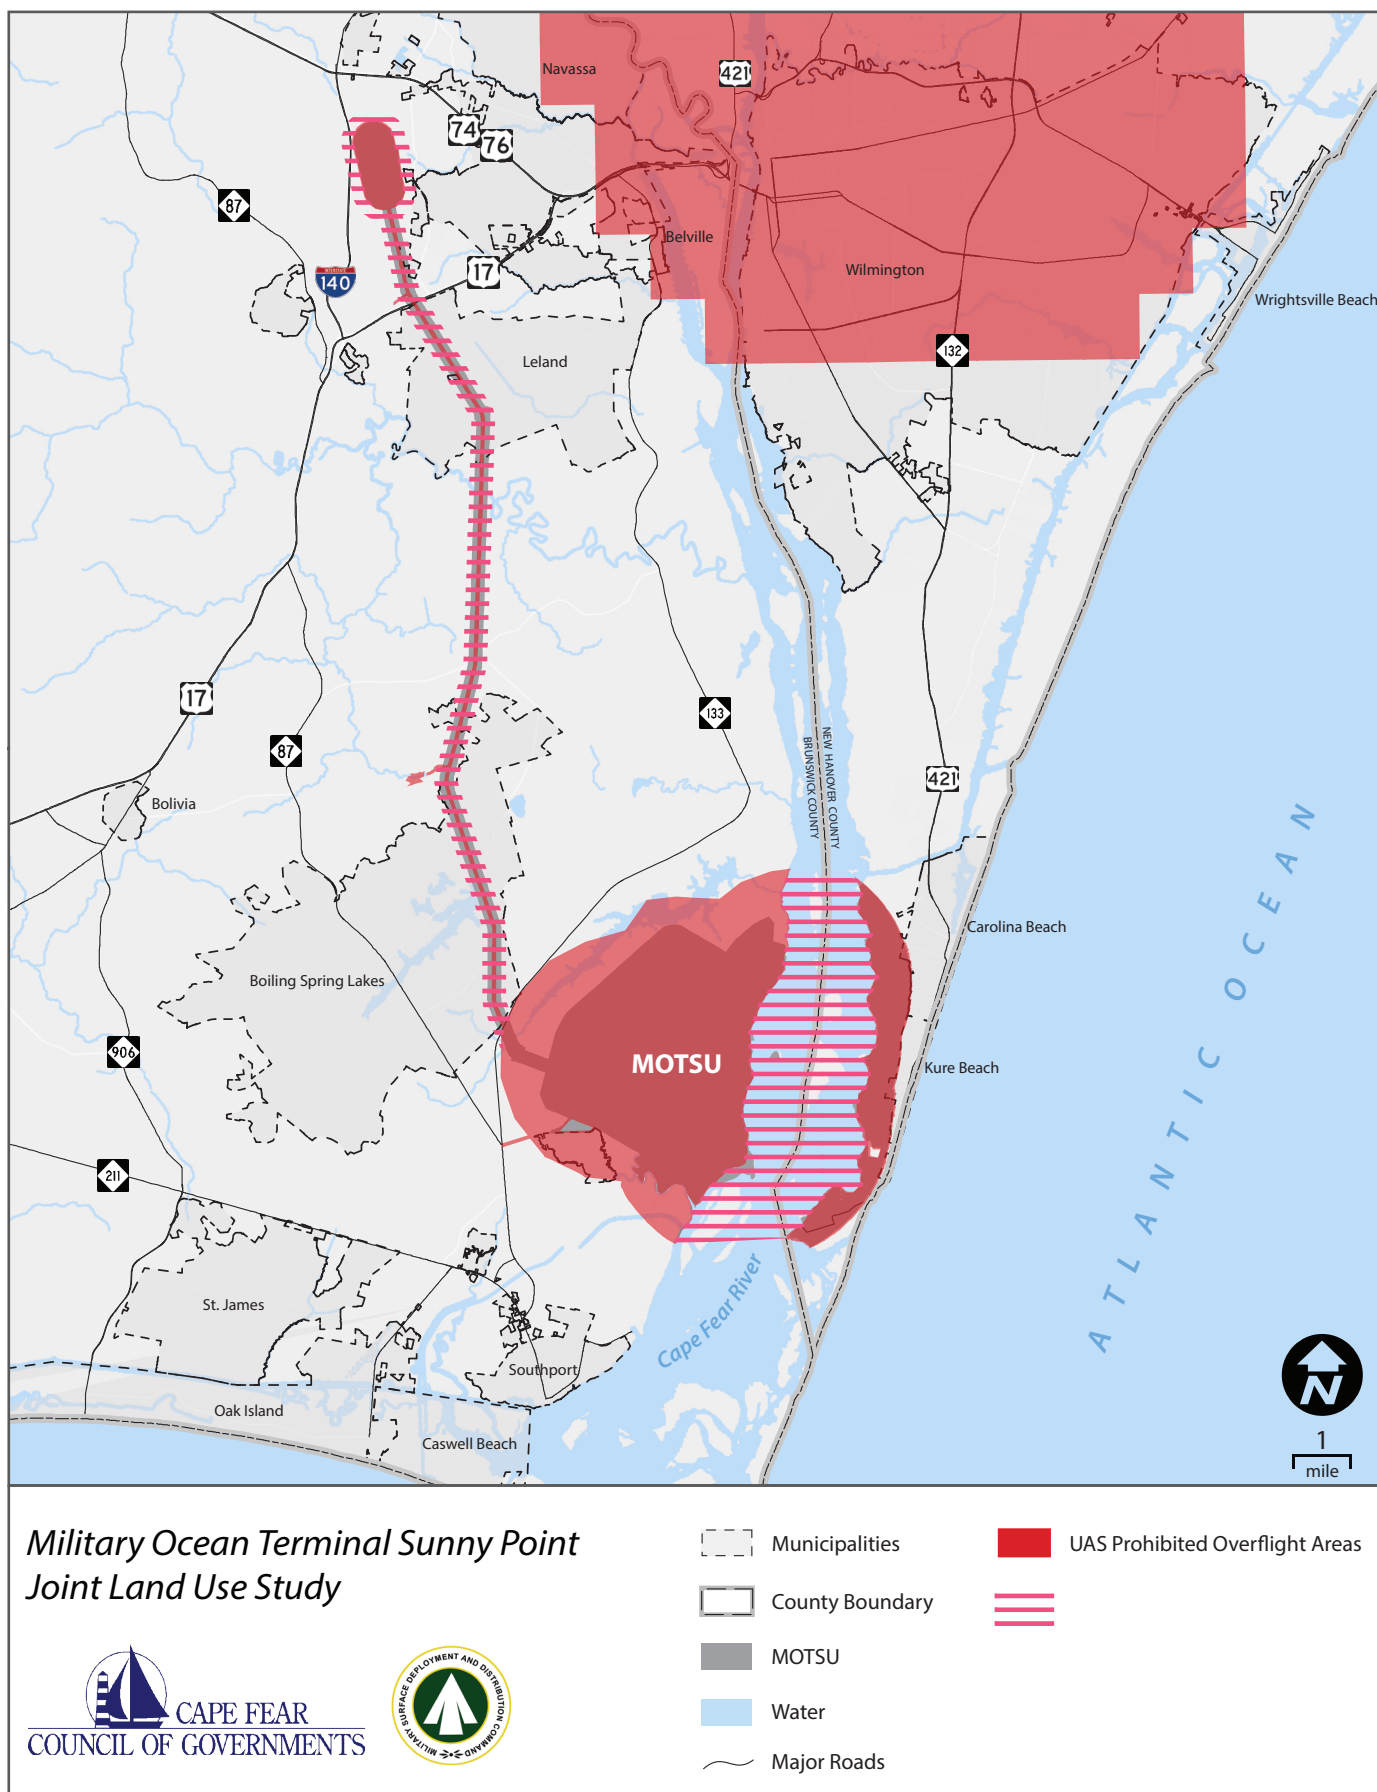 Navassa
421
74
76
87
Belville
17
Wilmington
INTERSTATE
140
Wrightsville Beach
132
Leland
17
133
87
NEW HANOVER COUNTY
BRUNSWICK COUNTY
421
Bolivia
ATLANTIC OCEAN
Carolina Beach
Boiling Spring Lakes
906
MOTSU
Kure Beach
211
St. James
Cape Fear River
Southport
Oak Island
Caswell Beach
N
1
mile
Military Ocean Terminal Sunny Point
Joint Land Use Study
CAPE FEAR
COUNCIL OF GOVERNMENTS
MILITARY SURFACE DEPLOYMENT AND DISTRIBUTION COMMAND
Municipalities
County Boundary
MOTSU
Water
Major Roads
UAS Prohibited Overflight Areas